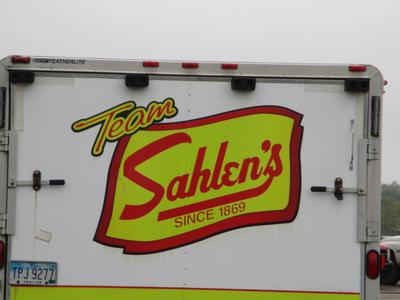 FEATHERLITE
Team
Sahlen's
SINCE 1869
TPJ 9277